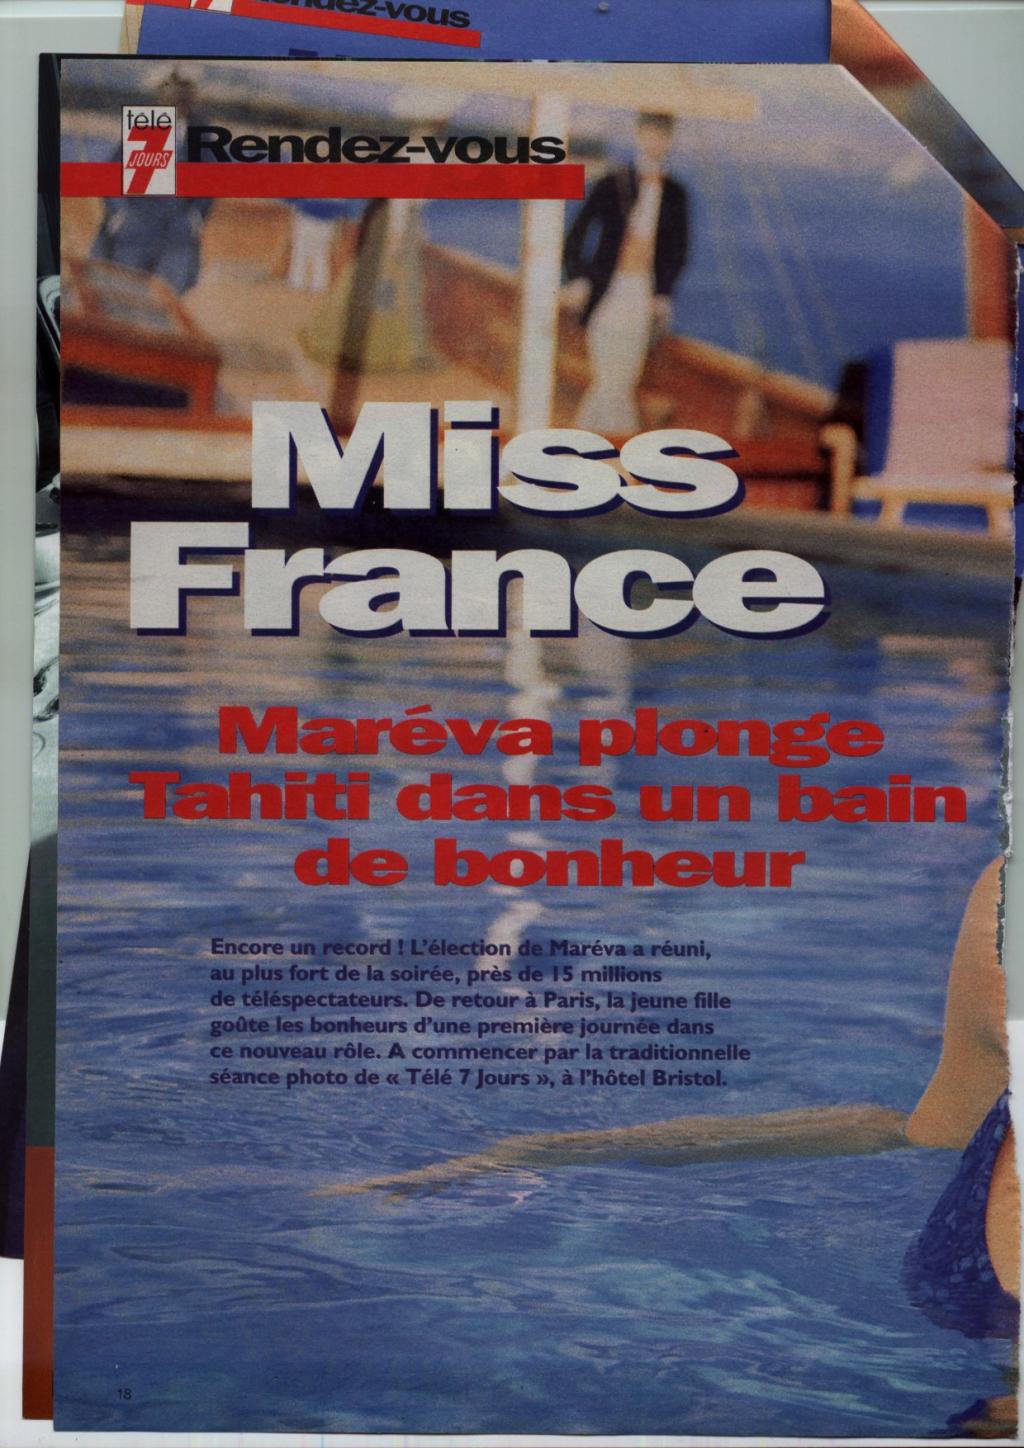 Rendez-vous
télé
7
JOURS
Rendez-vous
Miss
France
Maréva plonge
Tahiti dans un bain
de bonheur
Encore un record ! L'élection de Maréva a réuni,
au plus fort de la soirée, près de 15 millions
de téléspectateurs. De retour à Paris, la jeune fille
goûte les bonheurs d'une première journée dans
ce nouveau rôle. A commencer par la traditionnelle
séance photo de « Télé 7 Jours », à l'hôtel Bristol.
18